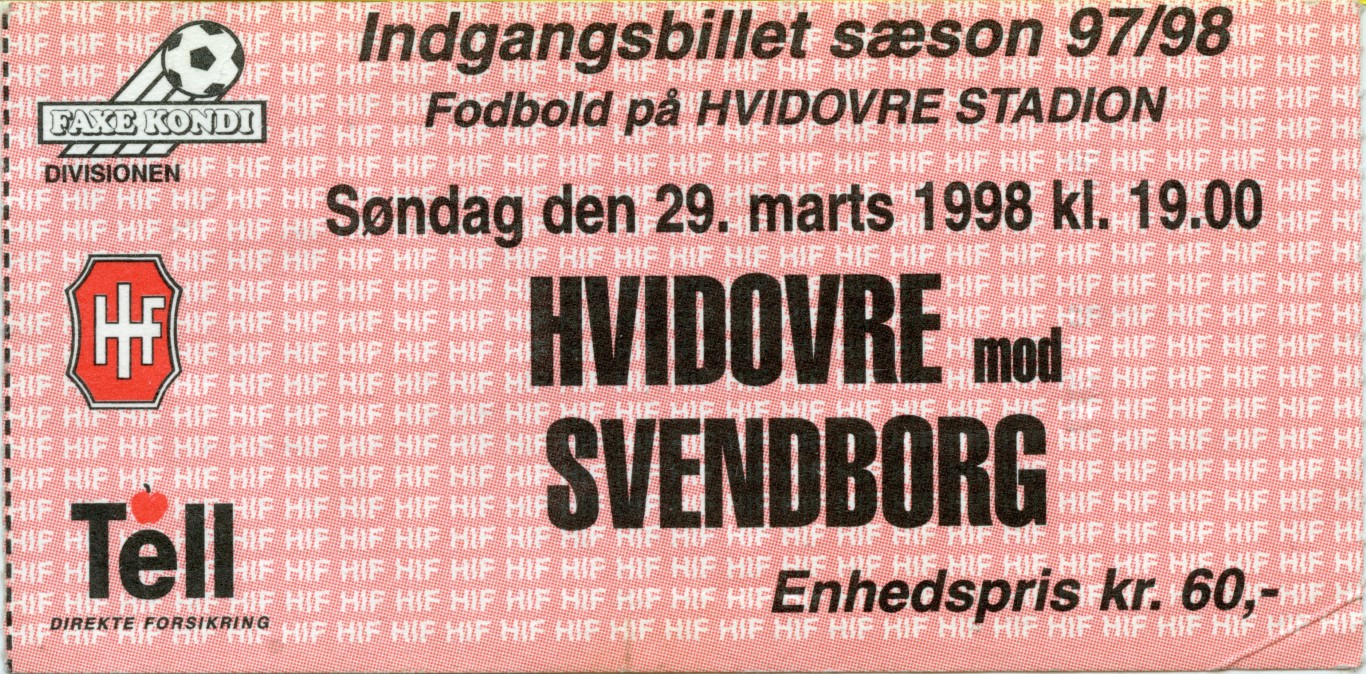 Indgangsbillet sæson 97/98
Fodbold på HVIDOVRE STADION
FAXE KONDI
DIVISIONEN
Søndag den 29. marts 1998 kl. 19.00
HIF
HVIDOVRE mod
SVENDBORG
Tell
DIREKTE FORSIKRING
Enhedspris kr. 60,-